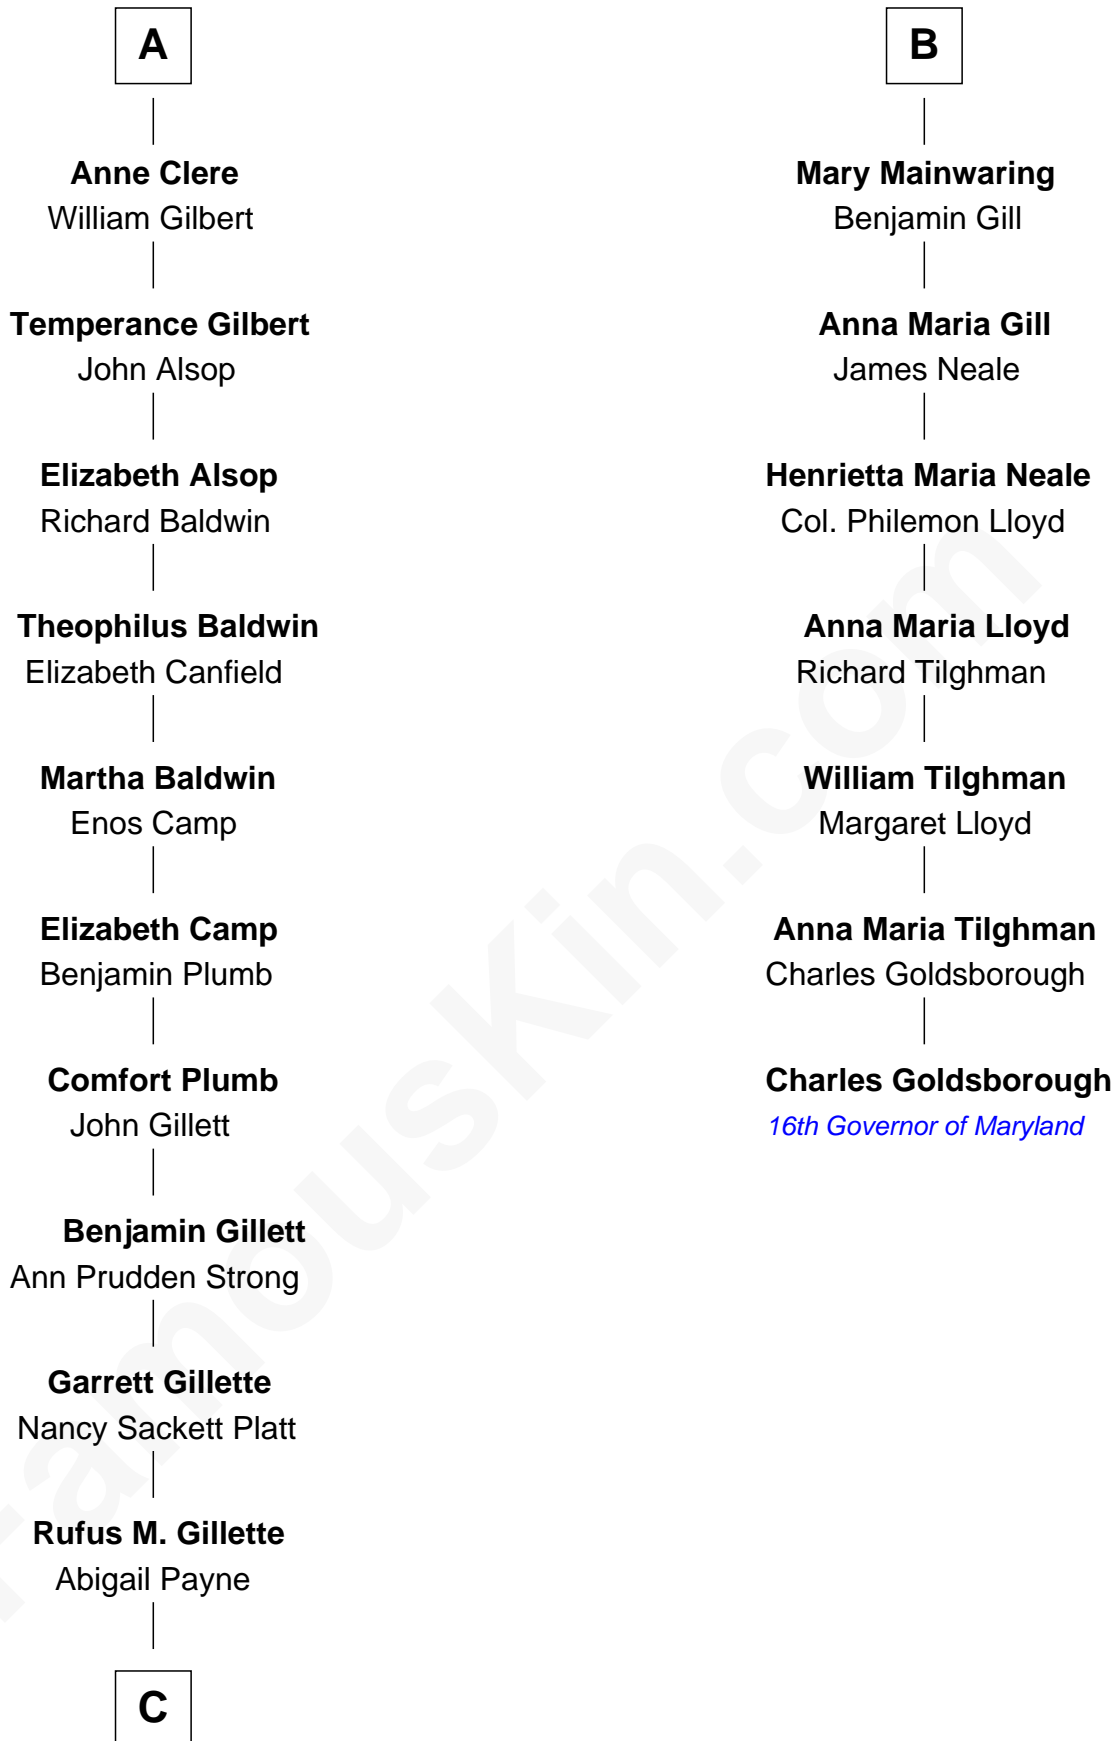 A
Anne Clere
William Gilbert
Temperance Gilbert
John Alsop
Elizabeth Alsop
Richard Baldwin
Theophilus Baldwin
Elizabeth Canfield
Martha Baldwin
Enos Camp
Elizabeth Camp
Benjamin Plumb
Comfort Plumb
John Gillett
Benjamin Gillett
Ann Prudden Strong
Garrett Gillette
Nancy Sackett Platt
Rufus M. Gillette
Abigail Payne
C
B
Mary Mainwaring
Benjamin Gill
Anna Maria Gill
James Neale
Henrietta Maria Neale
Col. Philemon Lloyd
Anna Maria Lloyd
Richard Tilghman
William Tilghman
Margaret Lloyd
Anna Maria Tilghman
Charles Goldsborough
Charles Goldsborough
16th Governor of Maryland
FamousKin.com